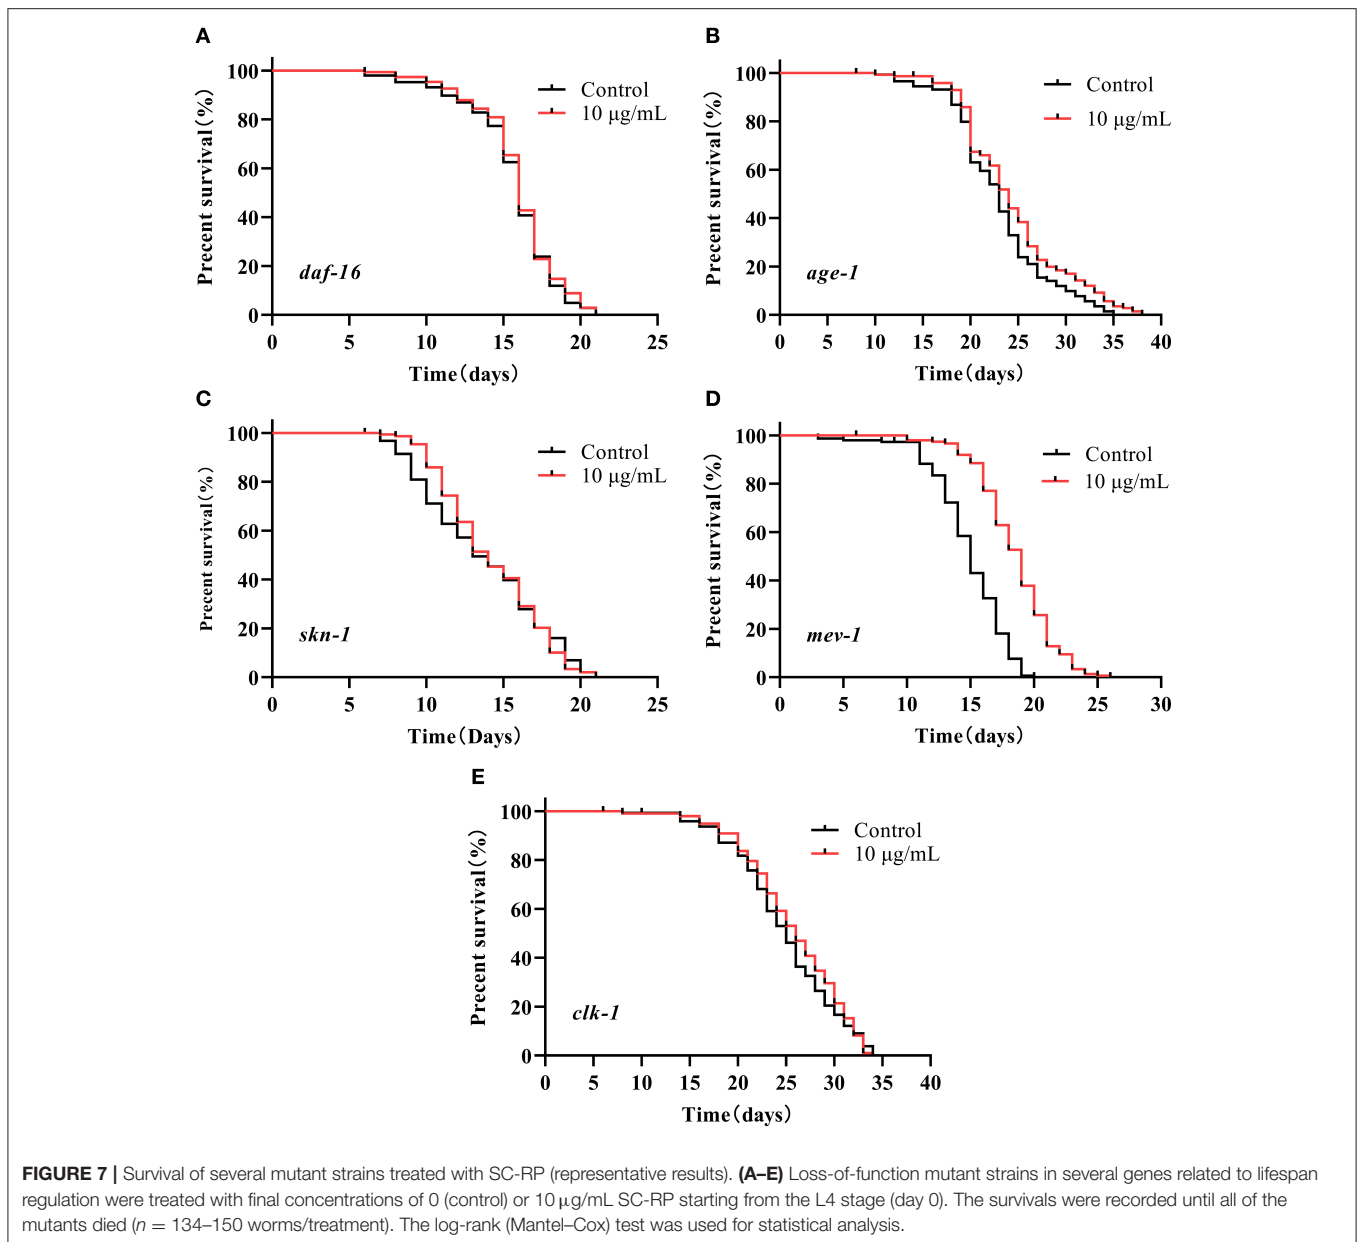 A
Precent survival(%)
100
80
60
40
20
0
Control
10 µg/mL
daf-16
0 5 10 15 20 25
Time(days)
B
Precent survival(%)
100
80
60
40
20
0
Control
10 µg/mL
age-1
0 5 10 15 20 25 30 35 40
Time(days)
C
Precent survival(%)
100
80
60
40
20
0
Control
10 µg/mL
skn-1
0 5 10 15 20 25
Time(Days)
D
Precent survival(%)
100
80
60
40
20
0
Control
10 µg/mL
mev-1
0 5 10 15 20 25 30
Time(days)
E
Precent survival(%)
100
80
60
40
20
0
Control
10 µg/mL
clk-1
0 5 10 15 20 25 30 35 40
Time(days)
FIGURE 7 | Survival of several mutant strains treated with SC-RP (representative results). (A–E) Loss-of-function mutant strains in several genes related to lifespan
regulation were treated with final concentrations of 0 (control) or 10 µg/mL SC-RP starting from the L4 stage (day 0). The survivals were recorded until all of the
mutants died (n = 134–150 worms/treatment). The log-rank (Mantel–Cox) test was used for statistical analysis.